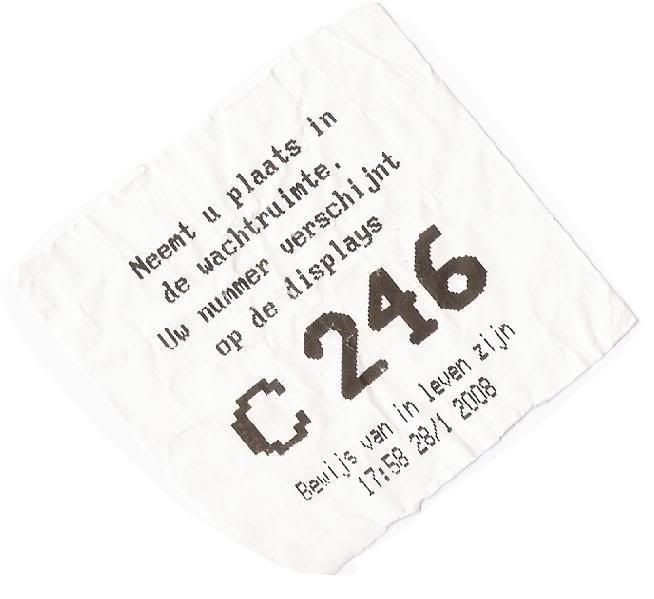 Neemt u plaats in
de wachtruimte.
Uw nummer verschijnt
op de displays
C 246
Bewijs van in leven zijn
17:58 28/1 2008